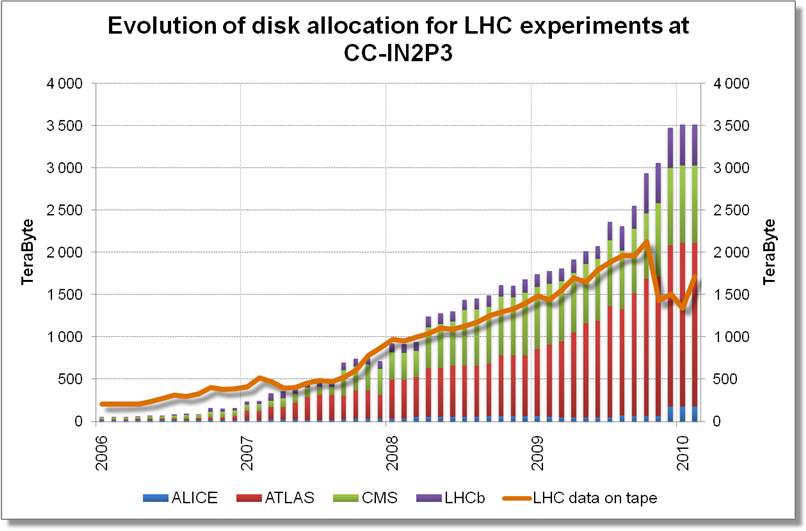 Evolution of disk allocation for LHC experiments at
CC-IN2P3
4 000
3 500
3 000
2 500
2 000
1 500
1 000
500
0
TeraByte
4 000
3 500
3 000
2 500
2 000
1 500
1 000
500
0
TeraByte
2006
2007
2008
2009
2010
ALICE
ATLAS
CMS
LHCb
LHC data on tape